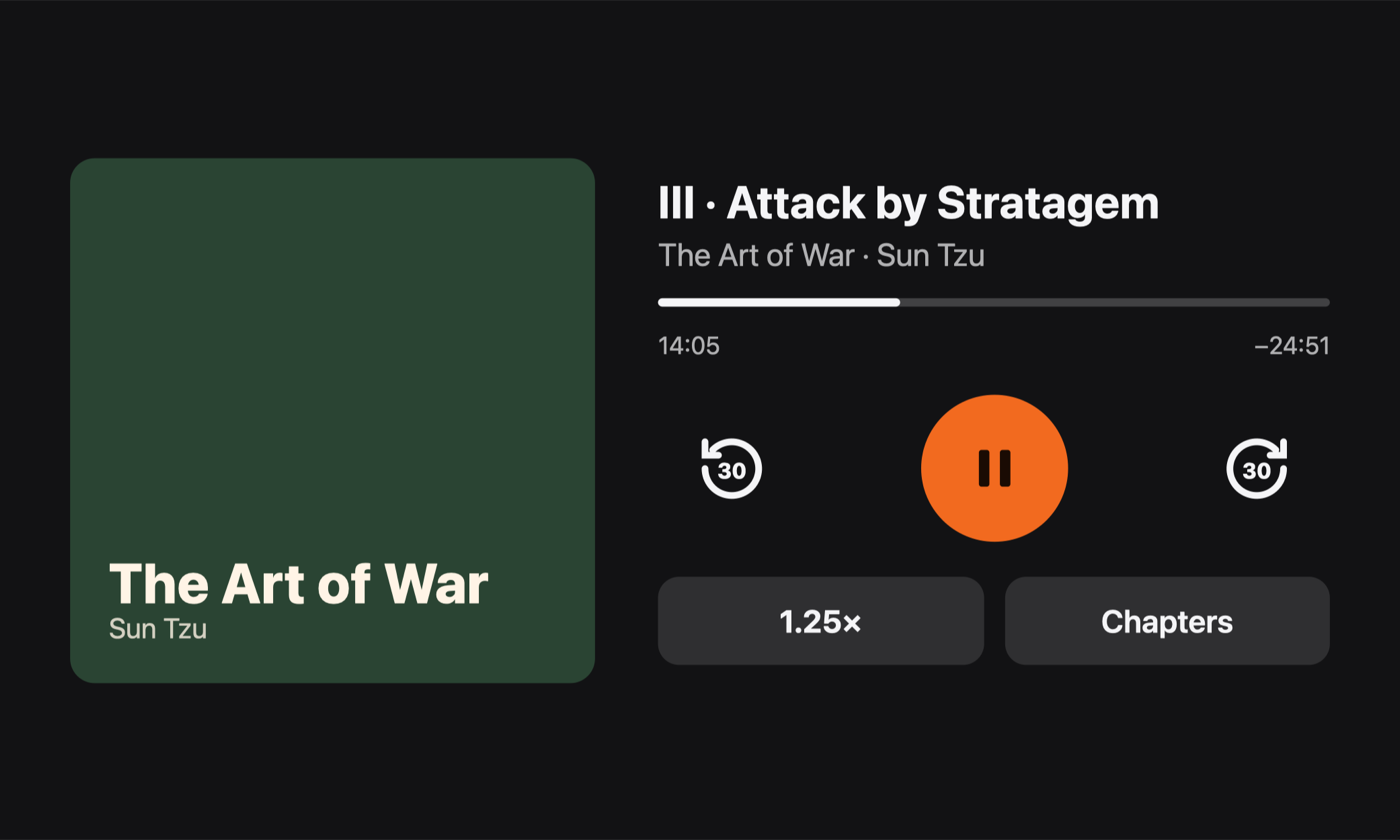 The Art of War
Sun Tzu
III · Attack by Stratagem
The Art of War · Sun Tzu
14:05
–24:51
30
30
1.25×
Chapters